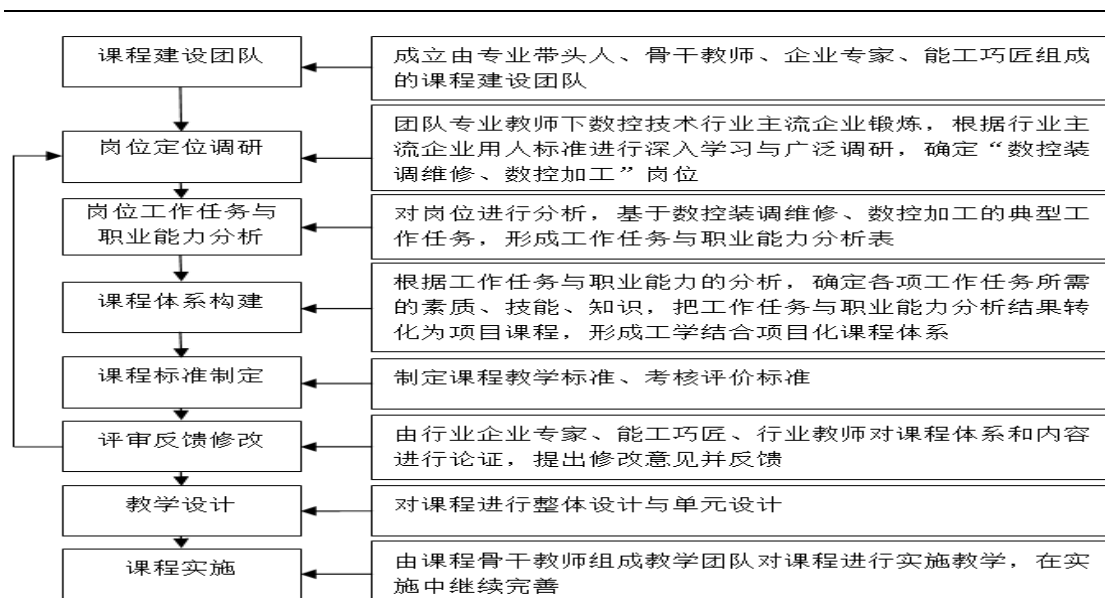 课程建设团队
成立由专业带头人、骨干教师、企业专家、能工巧匠组成
的课程建设团队
岗位定位调研
团队专业教师下数控技术行业主流企业锻炼，根据行业主
流企业用人标准进行深入学习与广泛调研，确定“数控装
调维修、数控加工”岗位
岗位工作任务与
职业能力分析
对岗位进行分析，基于数控装调维修、数控加工的典型工
作任务，形成工作任务与职业能力分析表
课程体系构建
根据工作任务与职业能力的分析，确定各项工作任务所需
的素质、技能、知识，把工作任务与职业能力分析结果转
化为项目课程，形成工学结合项目化课程体系
课程标准制定
制定课程教学标准、考核评价标准
评审反馈修改
由行业企业专家、能工巧匠、行业教师对课程体系和内容
进行论证，提出修改意见并反馈
教学设计
对课程进行整体设计与单元设计
课程实施
由课程骨干教师组成教学团队对课程进行实施教学，在实
施中继续完善